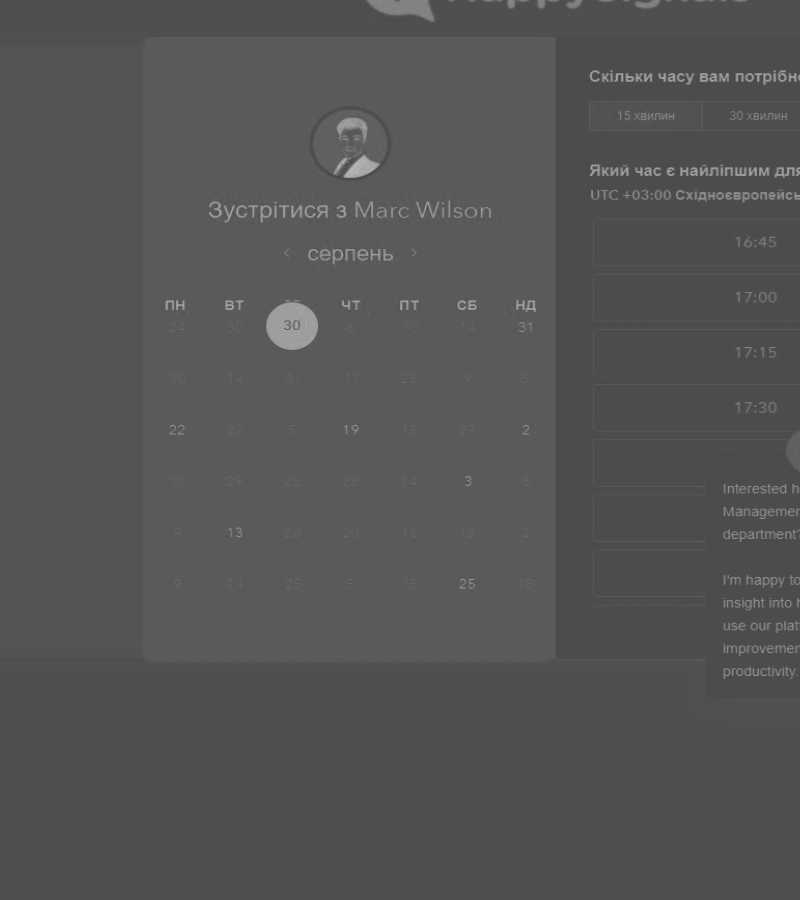 HappySignals
Зустрітися з Marc Wilson
серпень
ПН ВТ ЧТ ПТ СБ НД
24 30 30 6 10 14 31
10 14 31 17 25 9 5
22 22 5 19 15 29 2
10 29 22 28 14 3 8
9 13 20 20 16 13 2
9 14 25 5 15 25 18
Скільки часу вам потрібно
15 хвилин 30 хвилин
Який час є найліпшим для
UTC +03:00 Східноєвропейсь
16:45
17:00
17:15
17:30
Interested h
Managemen
department?
I'm happy to
insight into h
use our plat
improvemen
productivity.